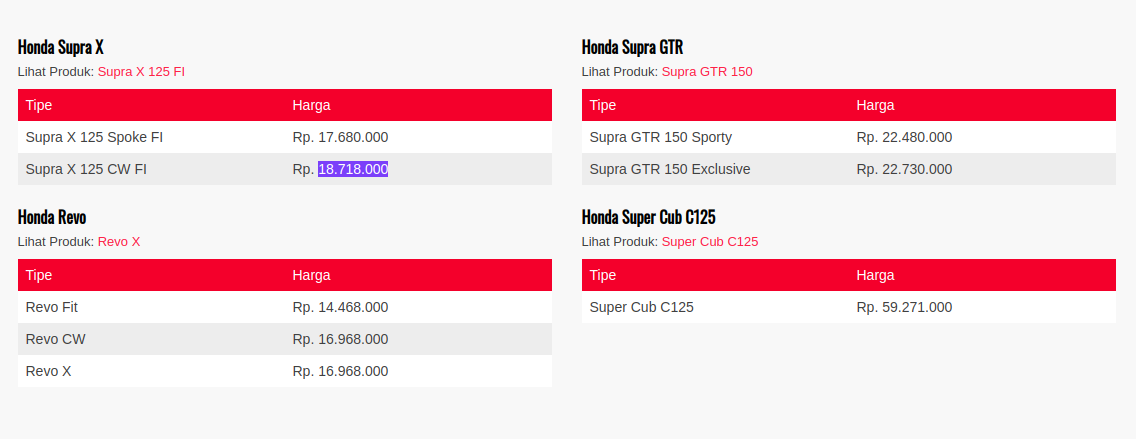 Honda Supra X
Lihat Produk: Supra X 125 FI
Tipe Harga
Supra X 125 Spoke FI Rp. 17.680.000
Supra X 125 CW FI Rp. 18.718.000
Honda Revo
Lihat Produk: Revo X
Tipe Harga
Revo Fit Rp. 14.468.000
Revo CW Rp. 16.968.000
Revo X Rp. 16.968.000
Honda Supra GTR
Lihat Produk: Supra GTR 150
Tipe Harga
Supra GTR 150 Sporty Rp. 22.480.000
Supra GTR 150 Exclusive Rp. 22.730.000
Honda Super Cub C125
Lihat Produk: Super Cub C125
Tipe Harga
Super Cub C125 Rp. 59.271.000